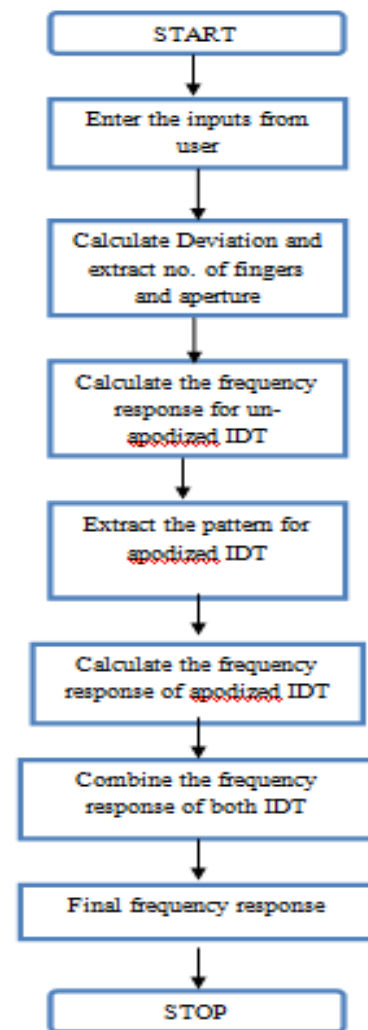 START
Enter the inputs from
user
Calculate Deviation and
extract no. of fingers
and aperture
Calculate the frequency
response for un-
apodized IDT
Extract the pattern for
apodized IDT
Calculate the frequency
response of apodized IDT
Combine the frequency
response of both IDT
Final frequency response
STOP